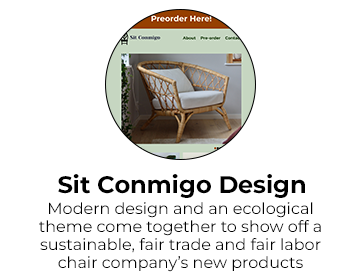 Preorder Here!
Sit Conmigo
About Pre-order
Sit Conmigo Design
Modern design and an ecological
theme come together to show off a
sustainable, fair trade and fair labor
chair company's new products